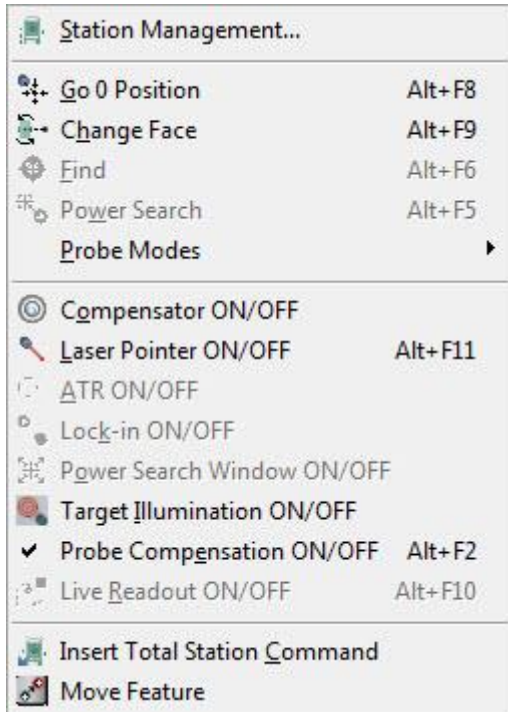 Station Management...
Go 0 Position Alt+F8
Change Face Alt+F9
Find Alt+F6
Power Search Alt+F5
Probe Modes
Compensator ON/OFF
Laser Pointer ON/OFF Alt+F11
ATR ON/OFF
Lock-in ON/OFF
Power Search Window ON/OFF
Target Illumination ON/OFF
Probe Compensation ON/OFF Alt+F2
Live Readout ON/OFF Alt+F10
Insert Total Station Command
Move Feature